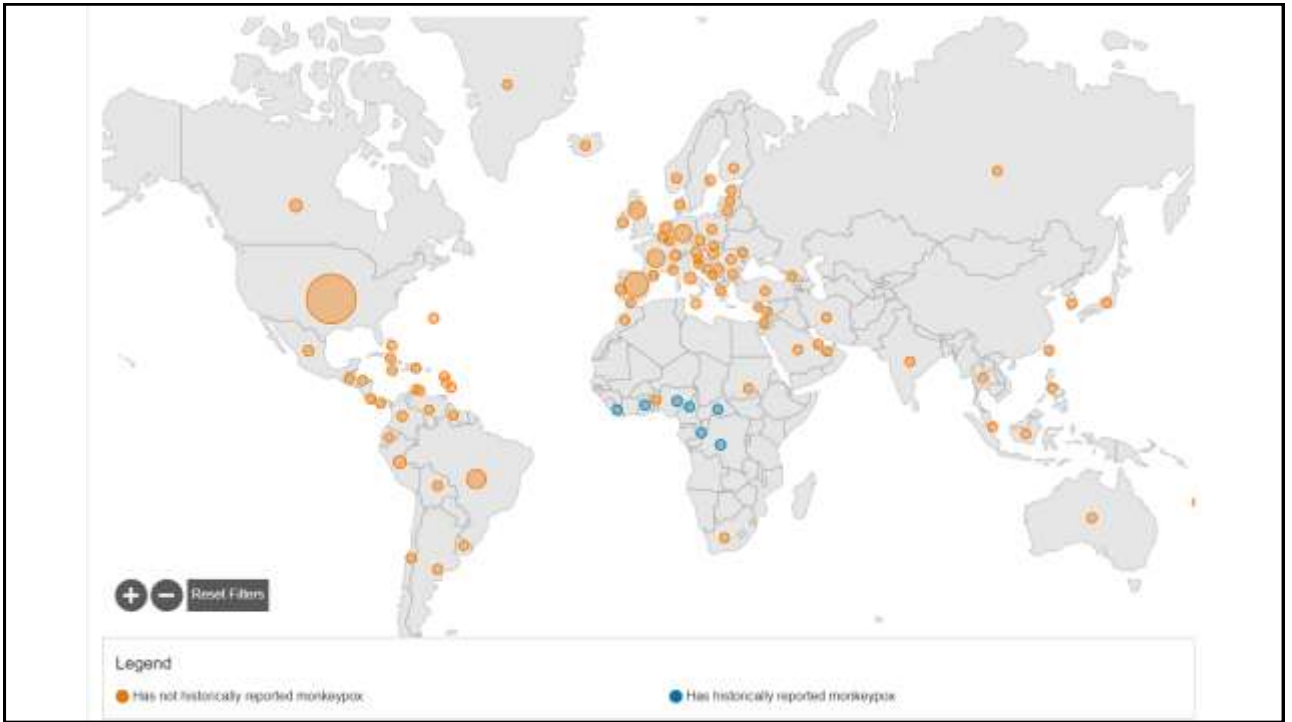 +
−
Reset Filters
Legend
Has not historically reported monkeypox
Has historically reported monkeypox